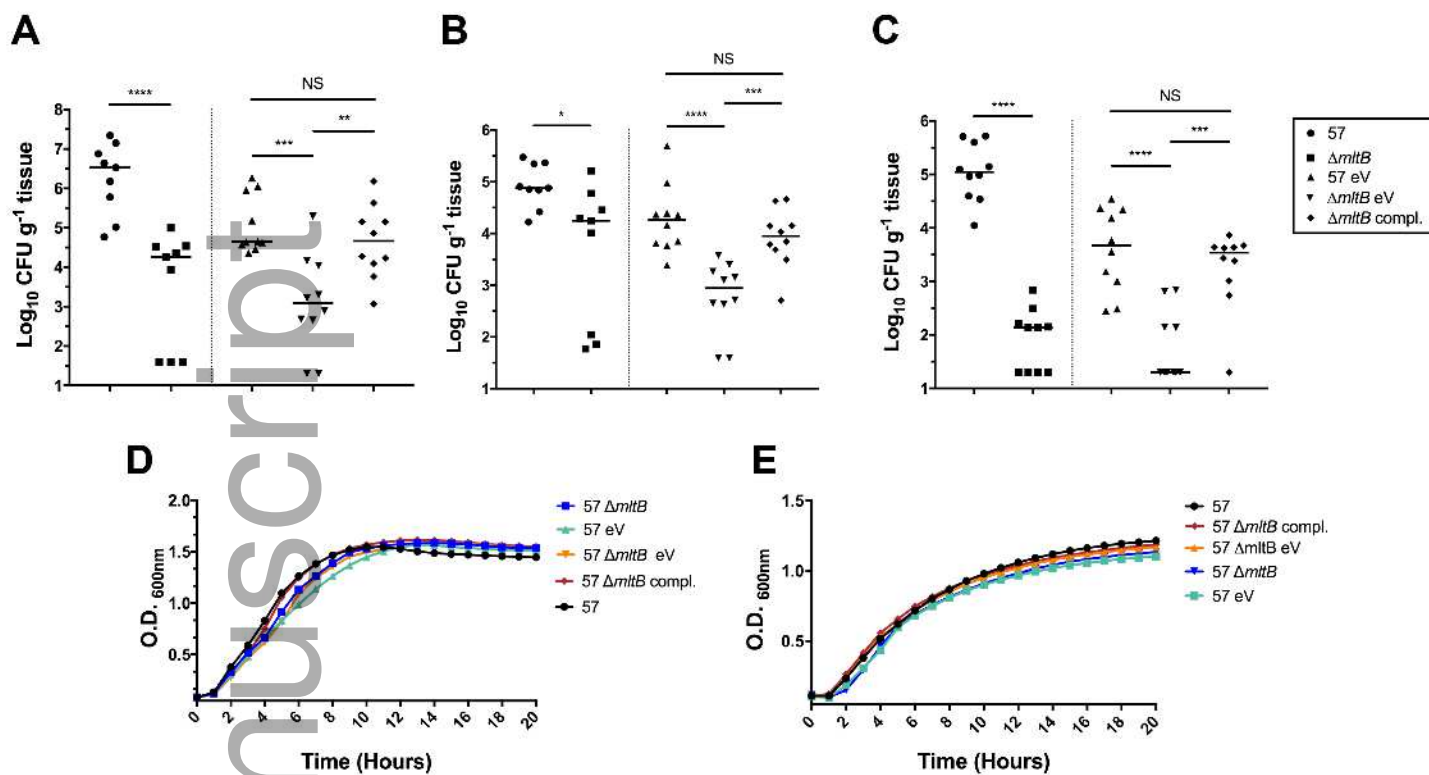 A
B
C
NS
****
***
**
8
7
6
5
4
3
2
1
Log₁₀ CFU g⁻¹ tissue
NS
*
****
***
6
5
4
3
2
1
Log₁₀ CFU g⁻¹ tissue
NS
****
****
***
6
5
4
3
2
1
Log₁₀ CFU g⁻¹ tissue
57
ΔmltB
57 eV
ΔmltB eV
ΔmltB compl.
nuscript
D
2.0
1.5
1.0
0.5
O.D. 600nm
0 2 4 6 8 10 12 14 16 18 20
Time (Hours)
57 ΔmltB
57 eV
57 ΔmltB eV
57 ΔmltB compl.
57
E
1.5
1.0
0.5
O.D. 600nm
0 2 4 6 8 10 12 14 16 18 20
Time (Hours)
57
57 ΔmltB compl.
57 ΔmltB eV
57 ΔmltB
57 eV